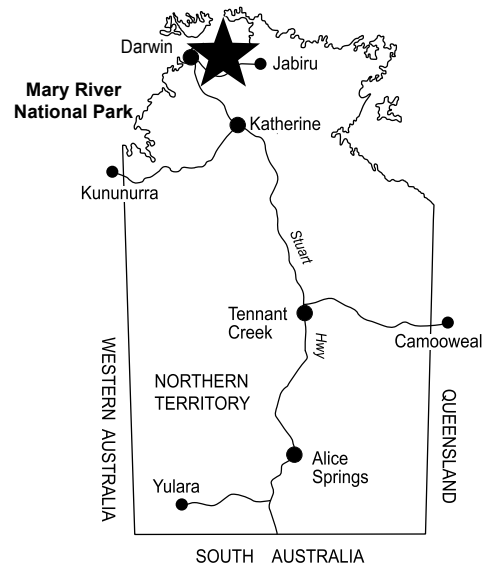 Darwin
Jabiru
Mary River
National Park
Katherine
Kununurra
Stuart
Tennant
Creek
Hwy
Camooweal
WESTERN AUSTRALIA
NORTHERN
TERRITORY
QUEENSLAND
Alice
Springs
Yulara
SOUTH AUSTRALIA